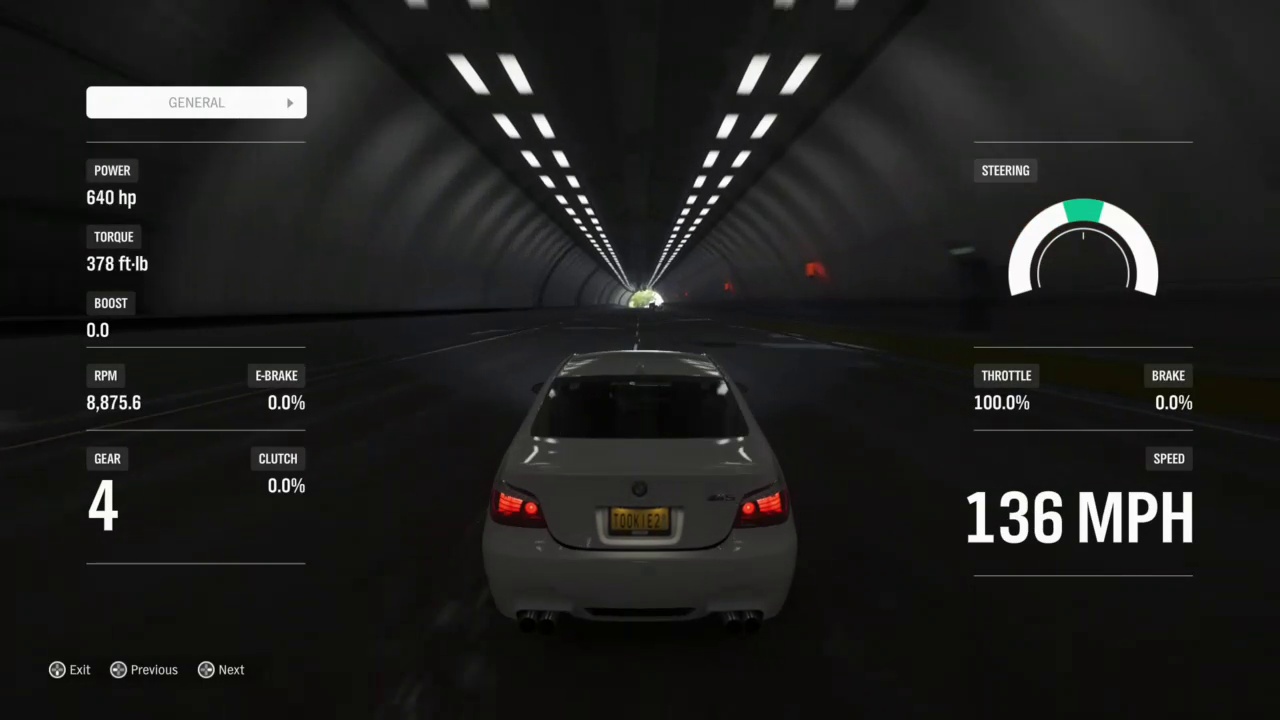 GENERAL
POWER
640 hp
TORQUE
378 ft·lb
BOOST
0.0
RPM
E-BRAKE
8,875.6
0.0%
GEAR
CLUTCH
4
0.0%
STEERING
THROTTLE
BRAKE
100.0%
0.0%
SPEED
136 MPH
M5
TOOKIE2
Exit
Previous
Next